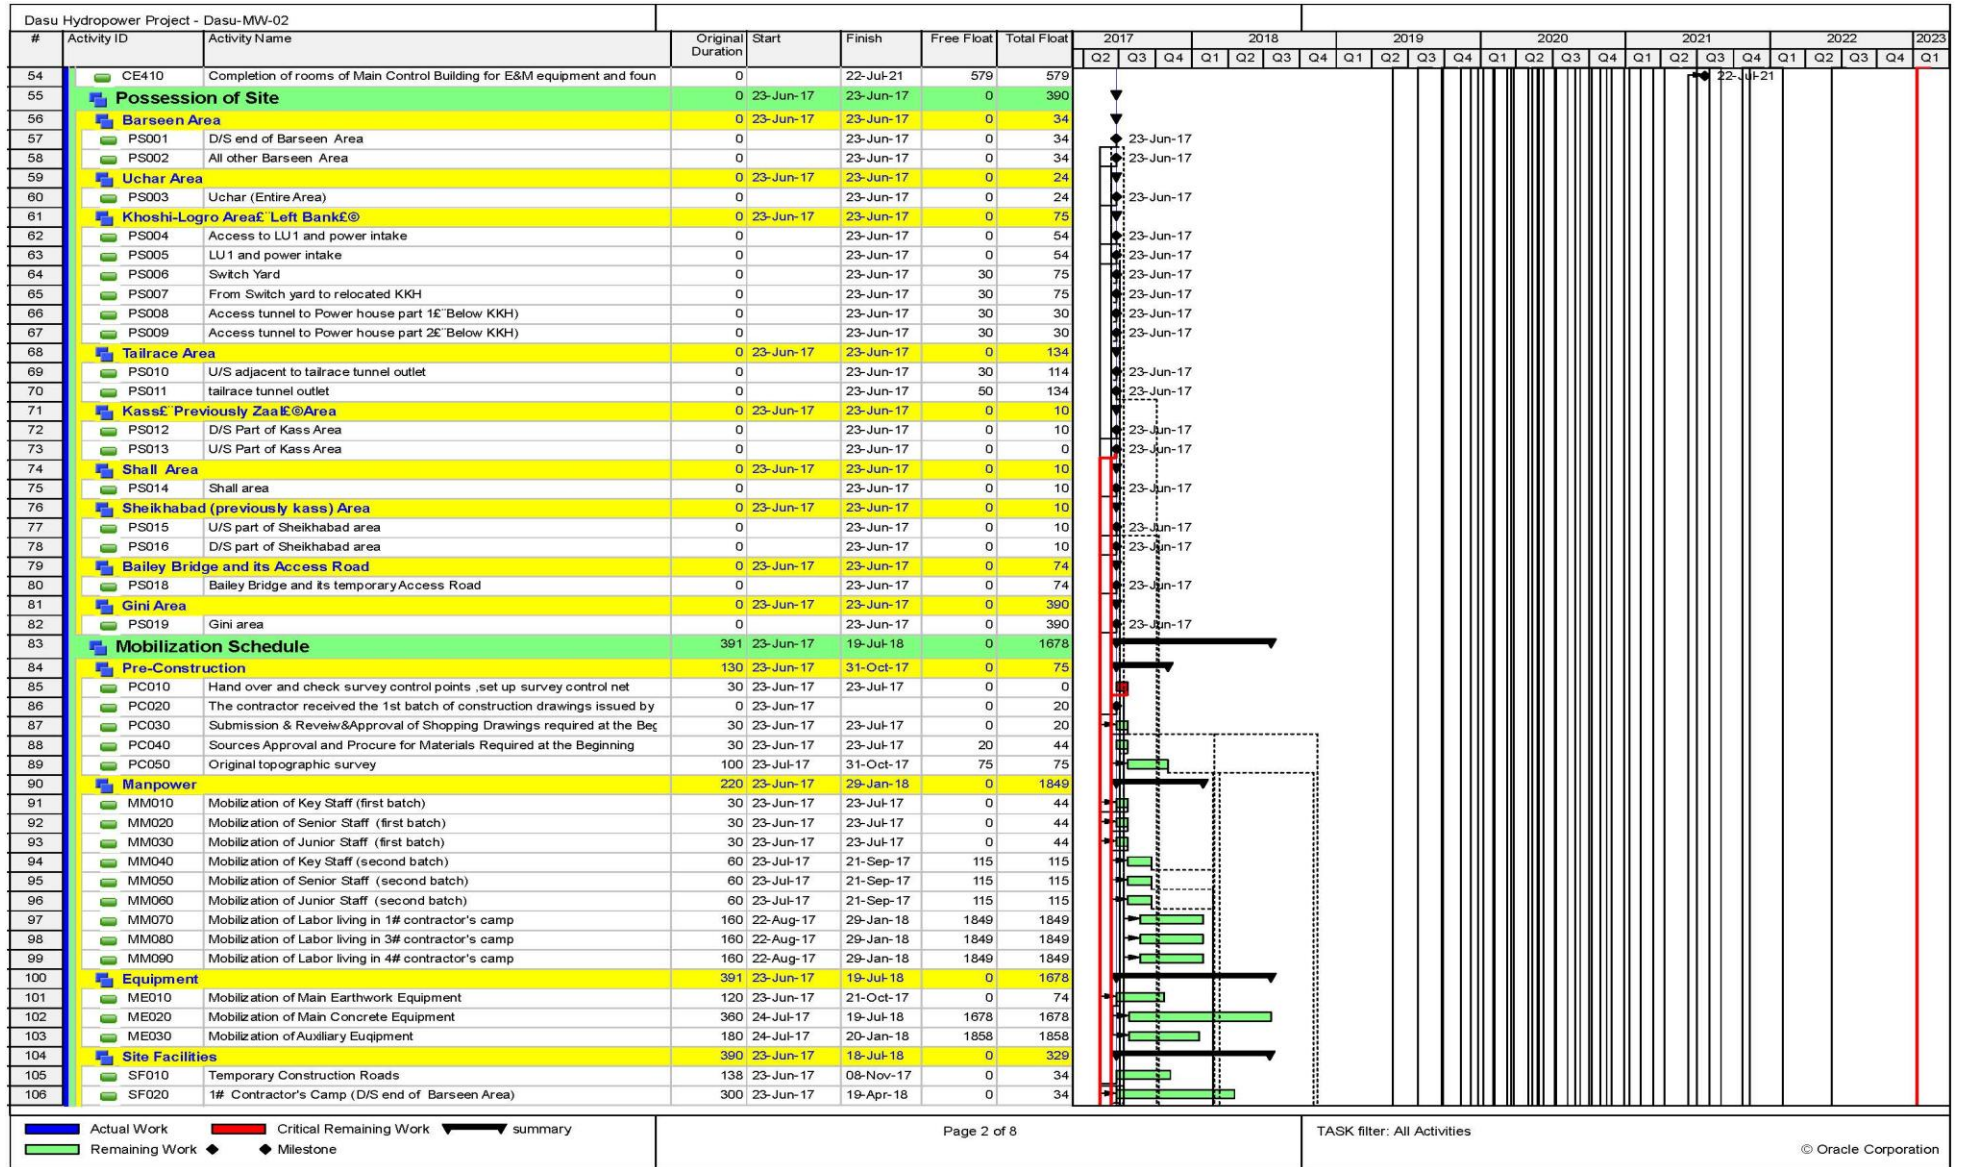 Dasu Hydropower Project - Dasu-MW-02
# Activity ID Activity Name Original Duration Start Finish Free Float Total Float 2017 2018 2019 2020 2021 2022 2023
Q2 Q3 Q4 Q1 Q2 Q3 Q4 Q1 Q2 Q3 Q4 Q1 Q2 Q3 Q4 Q1 Q2 Q3 Q4 Q1 Q2 Q3 Q4 Q1
54 CE410 Completion of rooms of Main Control Building for E&M equipment and foun 0 22-Jul-21 579 579 22-Jul-21
55 Possession of Site 0 23-Jun-17 23-Jun-17 0 390
56 Barseen Area 0 23-Jun-17 23-Jun-17 0 34
57 PS001 D/S end of Barseen Area 0 23-Jun-17 0 34 23-Jun-17
58 PS002 All other Barseen Area 0 23-Jun-17 0 34 23-Jun-17
59 Uchar Area 0 23-Jun-17 23-Jun-17 0 24
60 PS003 Uchar (Entire Area) 0 23-Jun-17 0 24 23-Jun-17
61 Khoshi-Logro Area£¨Left Bank£© 0 23-Jun-17 23-Jun-17 0 75
62 PS004 Access to LU1 and power intake 0 23-Jun-17 0 54 23-Jun-17
63 PS005 LU1 and power intake 0 23-Jun-17 0 54 23-Jun-17
64 PS006 Switch Yard 0 23-Jun-17 30 75 23-Jun-17
65 PS007 From Switch yard to relocated KKH 0 23-Jun-17 30 75 23-Jun-17
66 PS008 Access tunnel to Power house part 1£¨Below KKH) 0 23-Jun-17 30 30 23-Jun-17
67 PS009 Access tunnel to Power house part 2£¨Below KKH) 0 23-Jun-17 30 30 23-Jun-17
68 Tailrace Area 0 23-Jun-17 23-Jun-17 0 134
69 PS010 U/S adjacent to tailrace tunnel outlet 0 23-Jun-17 30 114 23-Jun-17
70 PS011 tailrace tunnel outlet 0 23-Jun-17 50 134 23-Jun-17
71 Kass£¨Previously Zaal£©Area 0 23-Jun-17 23-Jun-17 0 10
72 PS012 D/S Part of Kass Area 0 23-Jun-17 0 10 23-Jun-17
73 PS013 U/S Part of Kass Area 0 23-Jun-17 0 0 23-Jun-17
74 Shall Area 0 23-Jun-17 23-Jun-17 0 10
75 PS014 Shall area 0 23-Jun-17 0 10 23-Jun-17
76 Sheikhabad (previously kass) Area 0 23-Jun-17 23-Jun-17 0 10
77 PS015 U/S part of Sheikhabad area 0 23-Jun-17 0 10 23-Jun-17
78 PS016 D/S part of Sheikhabad area 0 23-Jun-17 0 10 23-Jun-17
79 Bailey Bridge and its Access Road 0 23-Jun-17 23-Jun-17 0 74
80 PS018 Bailey Bridge and its temporary Access Road 0 23-Jun-17 0 74 23-Jun-17
81 Gini Area 0 23-Jun-17 23-Jun-17 0 390
82 PS019 Gini area 0 23-Jun-17 0 390 23-Jun-17
83 Mobilization Schedule 391 23-Jun-17 19-Jul-18 0 1678
84 Pre-Construction 130 23-Jun-17 31-Oct-17 0 75
85 PC010 Hand over and check survey control points ,set up survey control net 30 23-Jun-17 23-Jul-17 0 0
86 PC020 The contractor received the 1st batch of construction drawings issued by 0 23-Jun-17 0 20
87 PC030 Submission & Reveiw&Approval of Shopping Drawings required at the Beg 30 23-Jun-17 23-Jul-17 0 20
88 PC040 Sources Approval and Procure for Materials Required at the Beginning 30 23-Jun-17 23-Jul-17 20 44
89 PC050 Original topographic survey 100 23-Jul-17 31-Oct-17 75 75
90 Manpower 220 23-Jun-17 29-Jan-18 0 1849
91 MM010 Mobilization of Key Staff (first batch) 30 23-Jun-17 23-Jul-17 0 44
92 MM020 Mobilization of Senior Staff (first batch) 30 23-Jun-17 23-Jul-17 0 44
93 MM030 Mobilization of Junior Staff (first batch) 30 23-Jun-17 23-Jul-17 0 44
94 MM040 Mobilization of Key Staff (second batch) 60 23-Jul-17 21-Sep-17 115 115
95 MM050 Mobilization of Senior Staff (second batch) 60 23-Jul-17 21-Sep-17 115 115
96 MM060 Mobilization of Junior Staff (second batch) 60 23-Jul-17 21-Sep-17 115 115
97 MM070 Mobilization of Labor living in 1# contractor's camp 160 22-Aug-17 29-Jan-18 1849 1849
98 MM080 Mobilization of Labor living in 3# contractor's camp 160 22-Aug-17 29-Jan-18 1849 1849
99 MM090 Mobilization of Labor living in 4# contractor's camp 160 22-Aug-17 29-Jan-18 1849 1849
100 Equipment 391 23-Jun-17 19-Jul-18 0 1678
101 ME010 Mobilization of Main Earthwork Equipment 120 23-Jun-17 21-Oct-17 0 74
102 ME020 Mobilization of Main Concrete Equipment 360 24-Jul-17 19-Jul-18 1678 1678
103 ME030 Mobilization of Auxiliary Euqipment 180 24-Jul-17 20-Jan-18 1858 1858
104 Site Facilities 390 23-Jun-17 18-Jul-18 0 329
105 SF010 Temporary Construction Roads 138 23-Jun-17 08-Nov-17 0 34
106 SF020 1# Contractor's Camp (D/S end of Barseen Area) 300 23-Jun-17 19-Apr-18 0 34
Actual Work Critical Remaining Work summary
Remaining Work Milestone
Page 2 of 8
TASK filter: All Activities
© Oracle Corporation